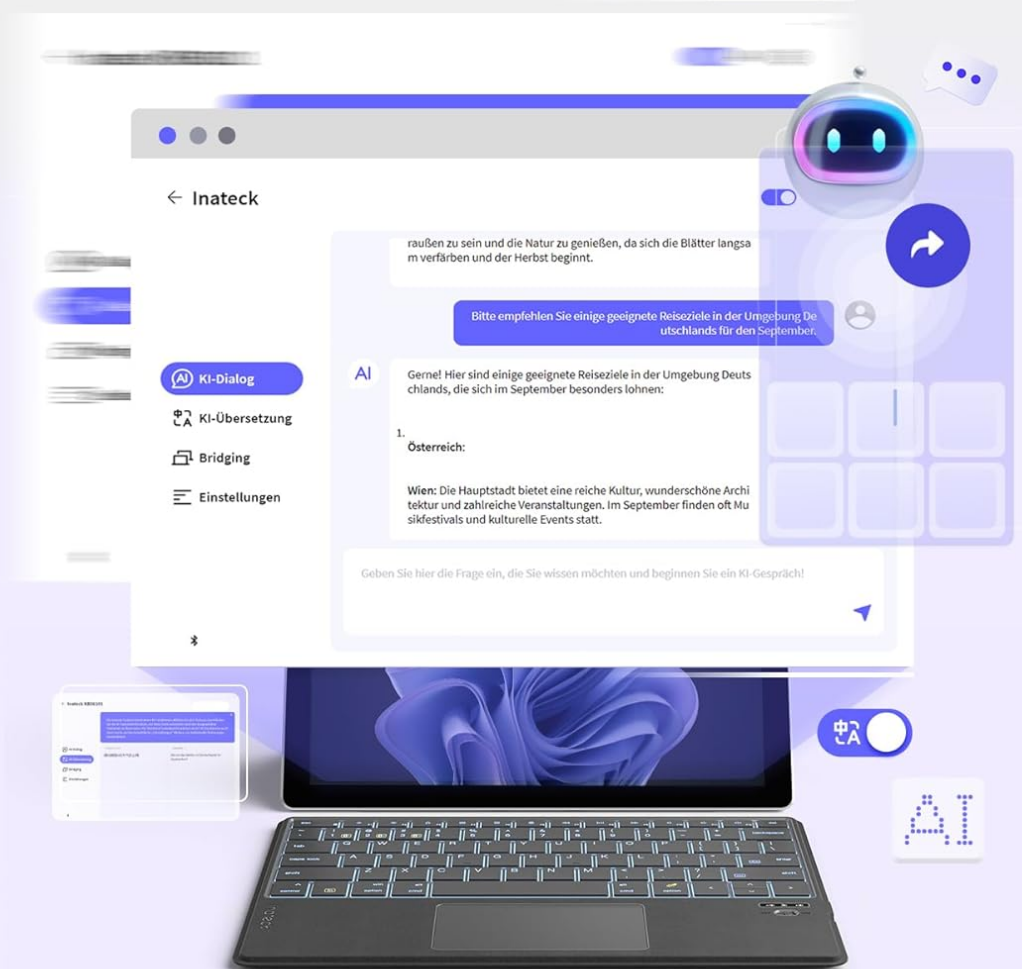 Inateck
raußen zu sein und die Natur zu genießen, da sich die Blätter langsa
m verfärben und der Herbst beginnt.
Bitte empfehlen Sie einige geeignete Reiseziele in der Umgebung De
utschlands für den September.
AI
Gerne! Hier sind einige geeignete Reiseziele in der Umgebung Deuts
chlands, die sich im September besonders lohnen:
1.
Österreich:
Wien: Die Hauptstadt bietet eine reiche Kultur, wunderschöne Archi
tektur und zahlreiche Veranstaltungen. Im September finden oft Mu
sikfestivals und kulturelle Events statt.
AI KI-Dialog
中 A KI-Übersetzung
Bridging
Einstellungen
Geben Sie hier die Frage ein, die Sie wissen möchten und beginnen Sie ein KI-Gespräch!
中 A
AI
Q W E R T Y U I O P
A S D F G H J K L
Z X C V B N M